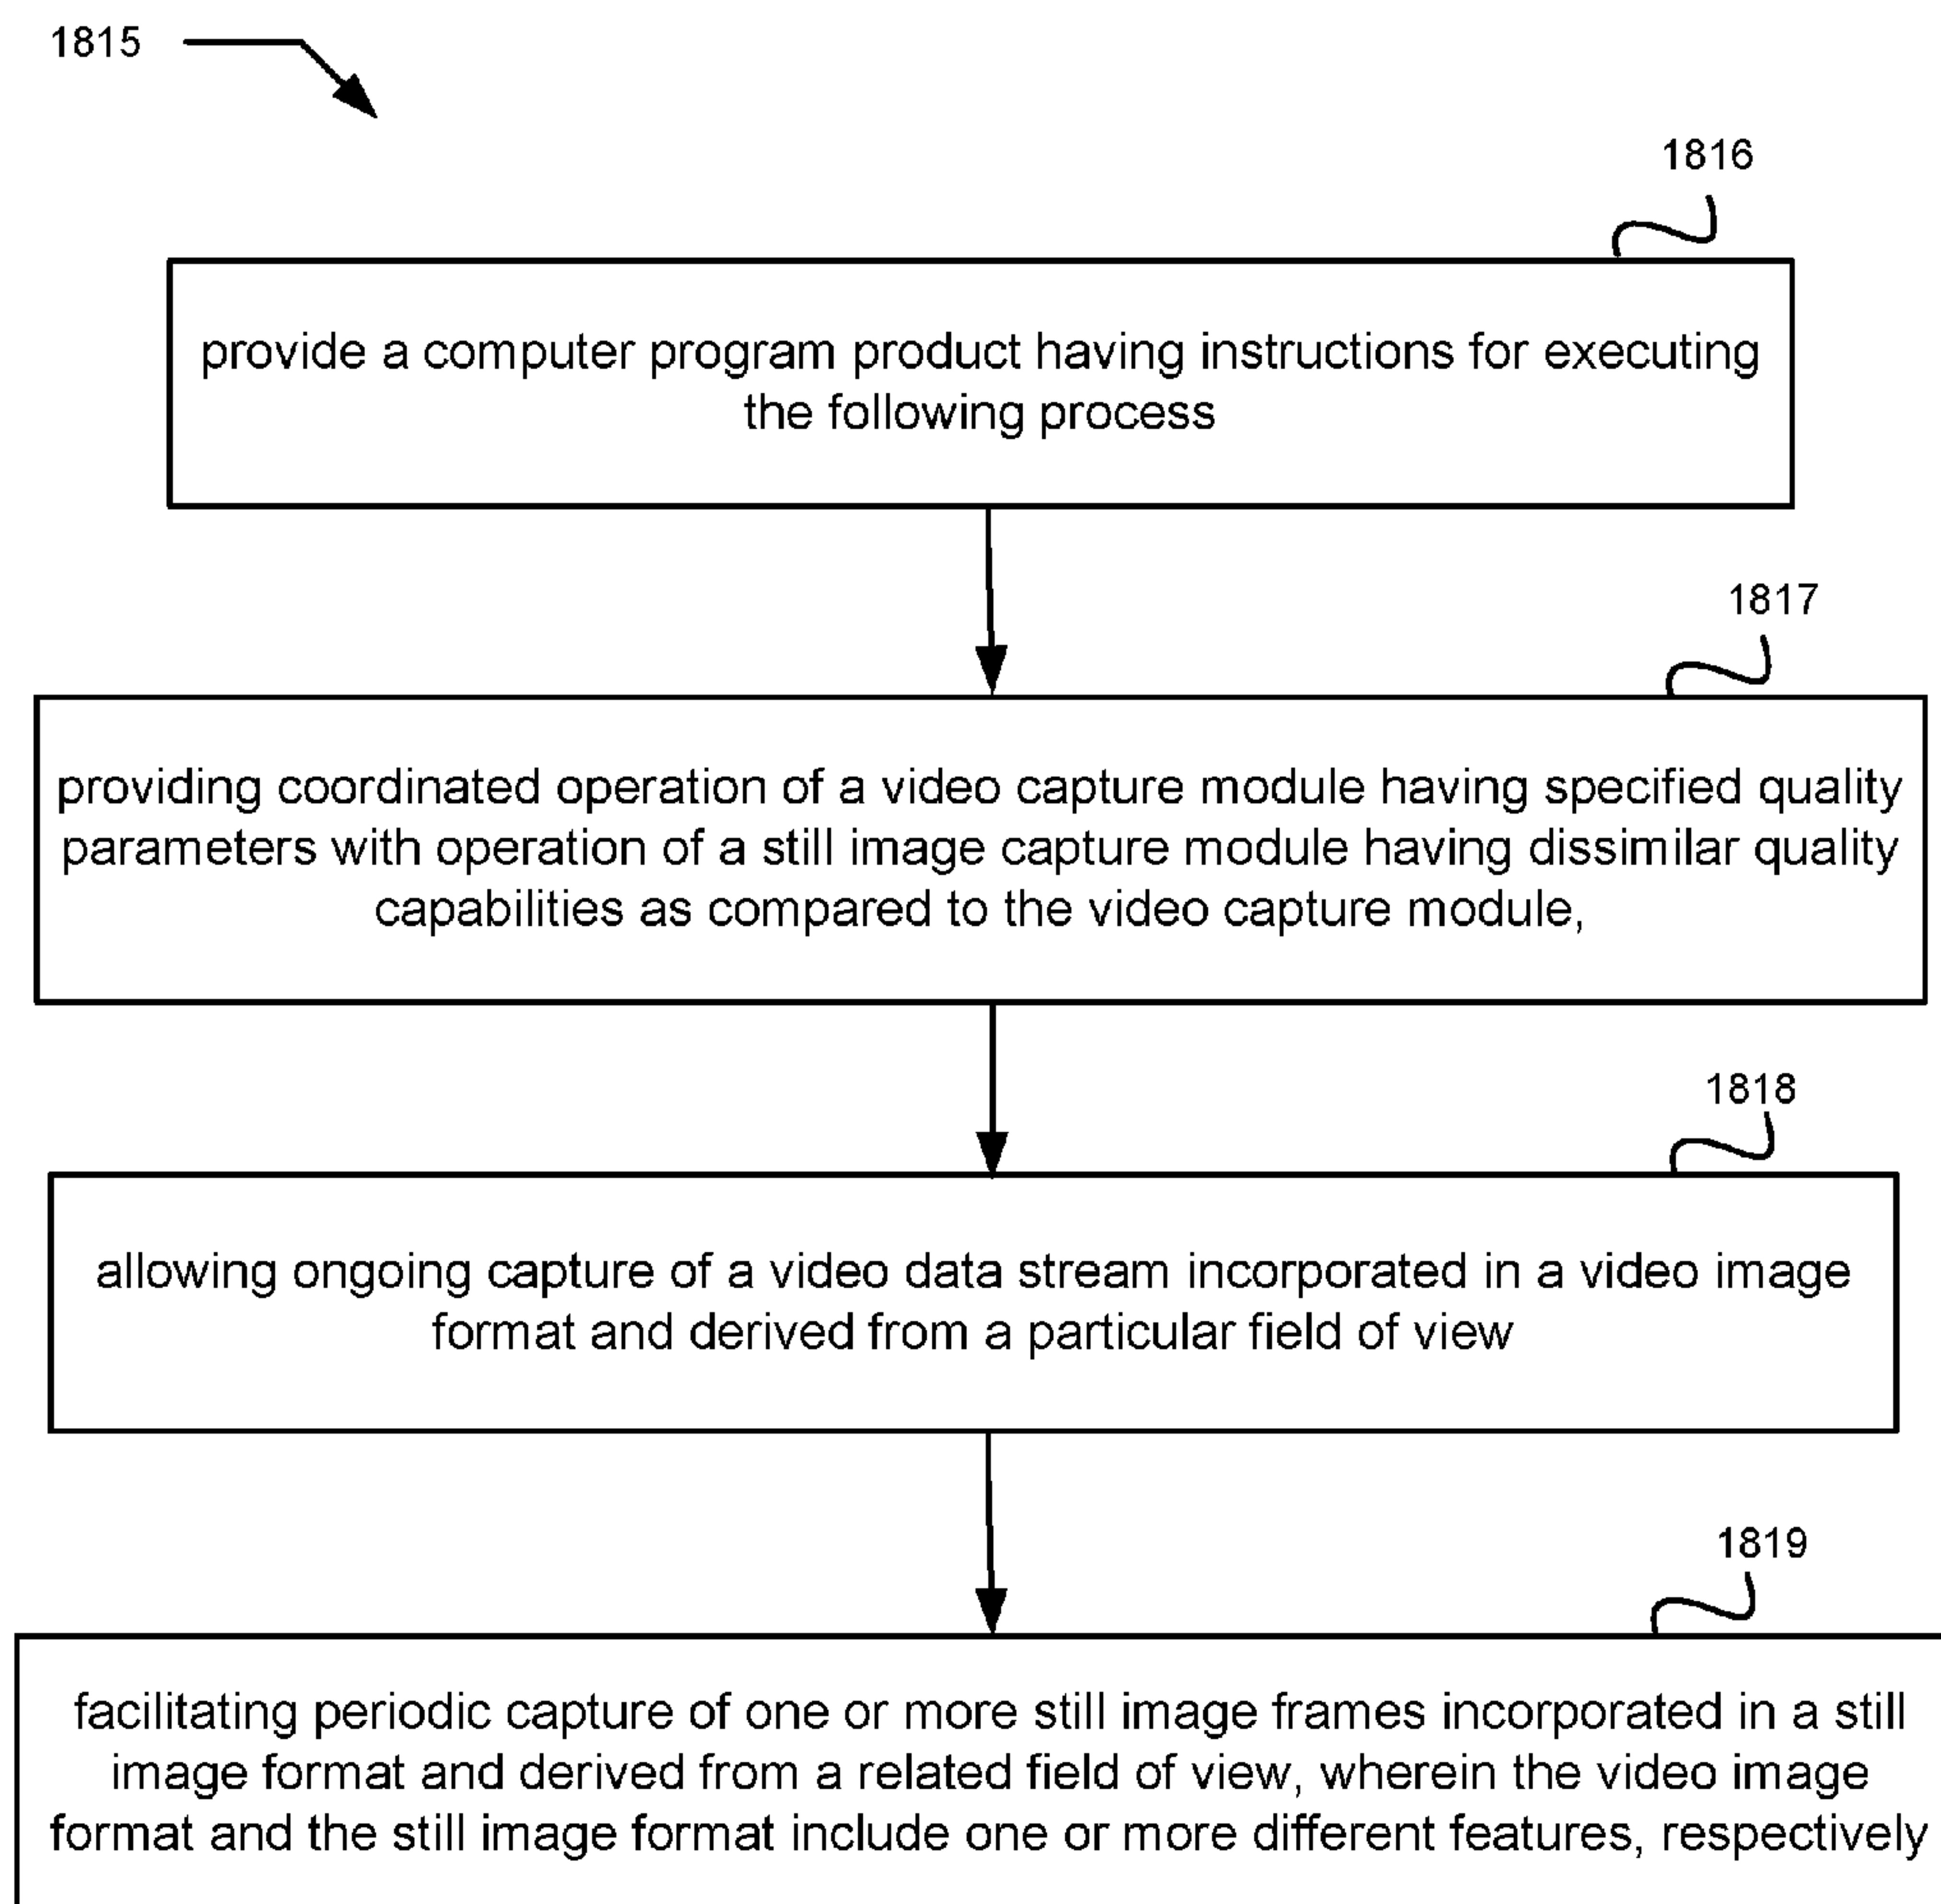 1815
1816
provide a computer program product having instructions for executing
the following process
1817
providing coordinated operation of a video capture module having specified quality
parameters with operation of a still image capture module having dissimilar quality
capabilities as compared to the video capture module,
1818
allowing ongoing capture of a video data stream incorporated in a video image
format and derived from a particular field of view
1819
facilitating periodic capture of one or more still image frames incorporated in a still
image format and derived from a related field of view, wherein the video image
format and the still image format include one or more different features, respectively